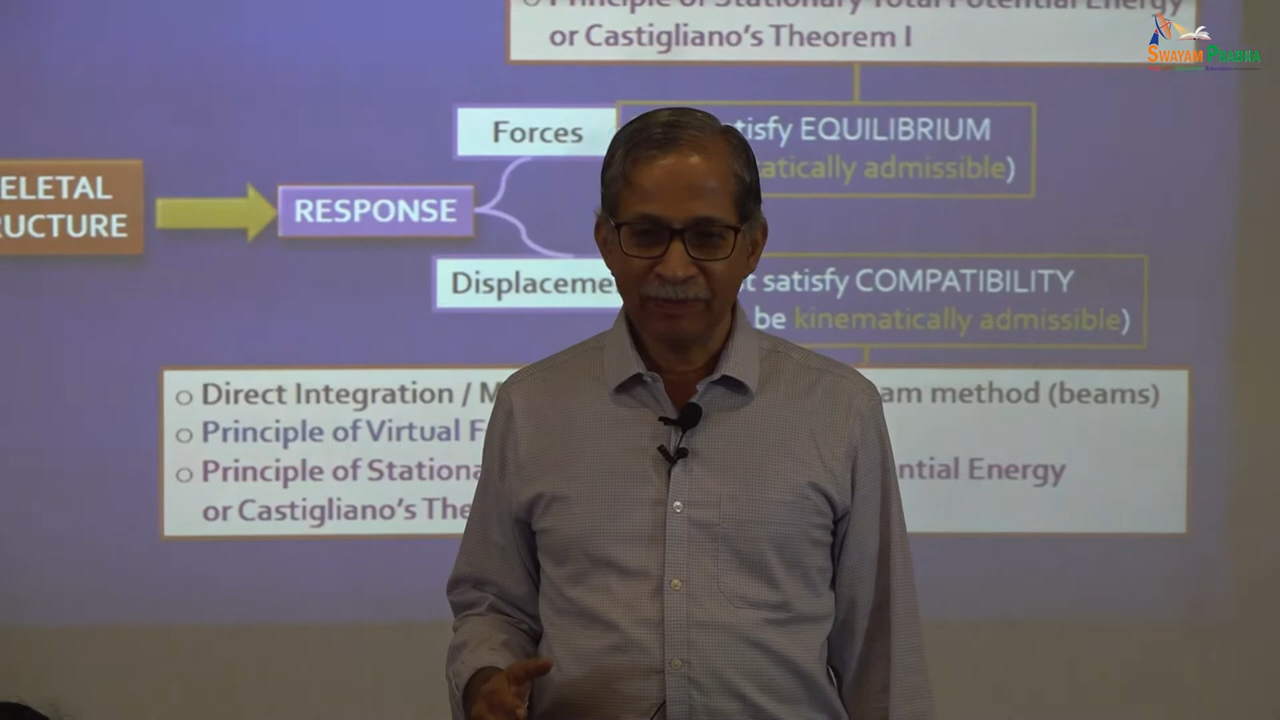 Principle of Stationary Total Potential Energy
or Castigliano's Theorem I
SWAYAM PRABHA
Forces
tisfy EQUILIBRIUM
atically admissible)
ELETAL
UCTURE
RESPONSE
Displaceme
t satisfy COMPATIBILITY
be kinematically admissible)
Direct Integration / M am method (beams)
Principle of Virtual F
Principle of Stationa ntial Energy
or Castigliano's The